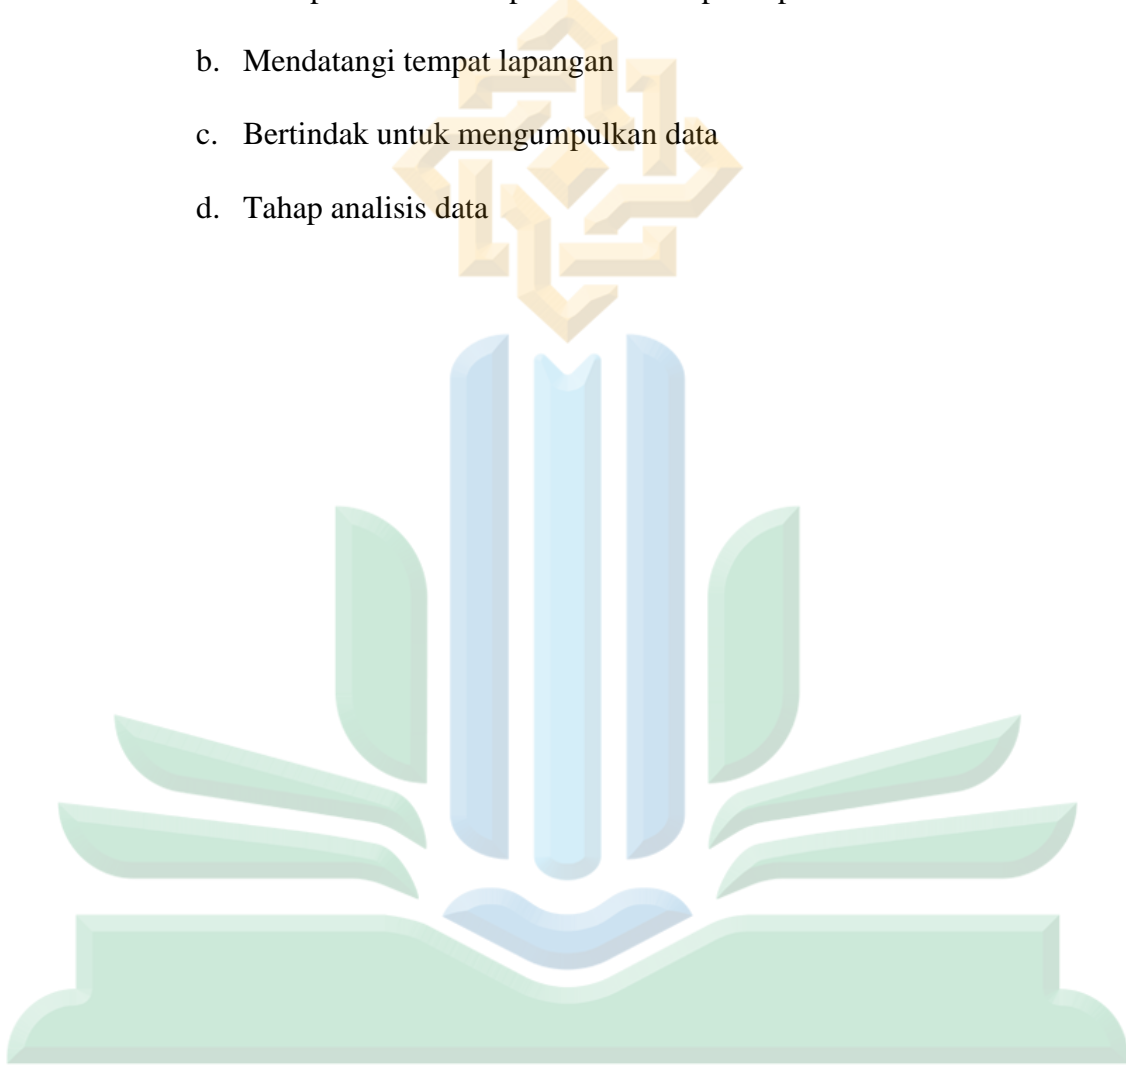 b. Mendatangi tempat lapangan
c. Bertindak untuk mengumpulkan data
d. Tahap analisis data